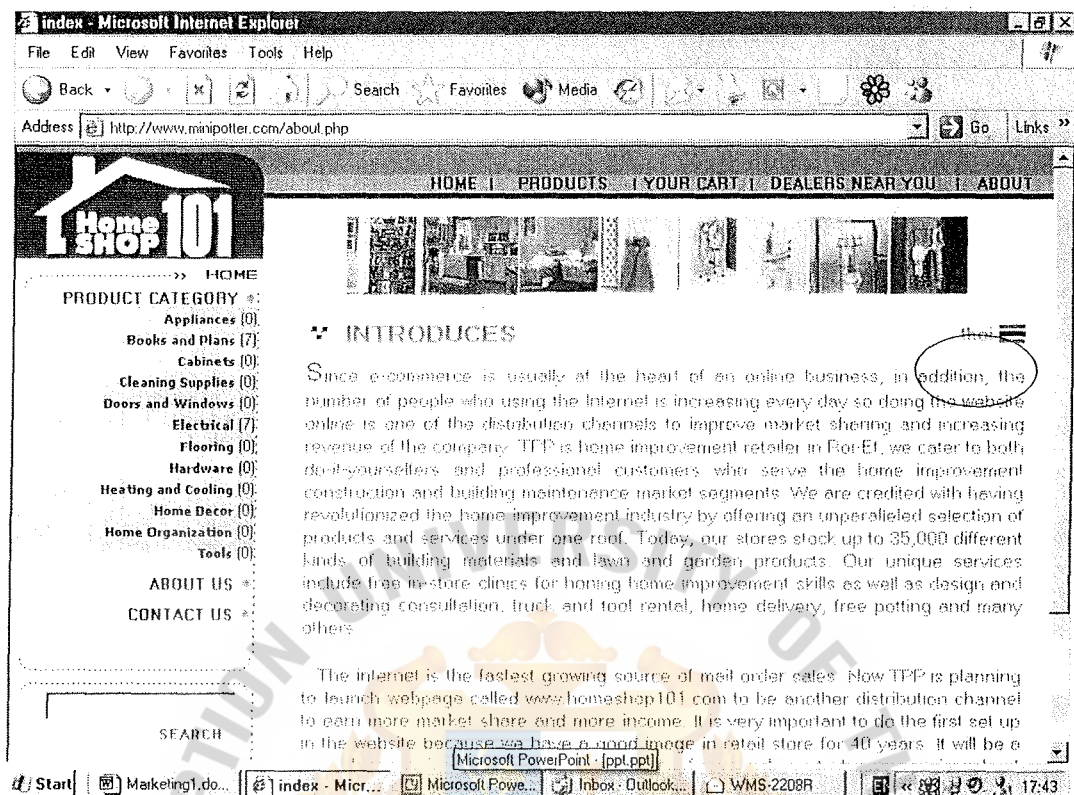 index - Microsoft Internet Explorer
File Edit View Favorites Tools Help
Back Search Favorites Media
Address http://www.minipotter.com/about.php Go Links »
HOME | PRODUCTS | YOUR CART | DEALERS NEAR YOU | ABOUT
Home
SHOP 101
›› HOME
PRODUCT CATEGORY
Appliances (0)
Books and Plans (7)
Cabinets (0)
Cleaning Supplies (0)
Doors and Windows (0)
Electrical (7)
Flooring (0)
Hardware (0)
Heating and Cooling (0)
Home Decor (0)
Home Organization (0)
Tools (0)
ABOUT US
CONTACT US
SEARCH
INTRODUCES
thai
Since e-commerce is usually at the heart of an online business, in addition, the
number of people who using the Internet is increasing every day so doing the website
online is one of the distribution channels to improve market sharing and increasing
revenue of the company. TPP is home improvement retailer in Roi-Et, we cater to both
do-it-yourselfers and professional customers who serve the home improvement
construction and building maintenance market segments. We are credited with having
revolutionized the home improvement industry by offering an unparalleled selection of
products and services under one roof. Today, our stores stock up to 35,000 different
kinds of building materials and lawn and garden products. Our unique services
include free in-store clinics for honing home improvement skills as well as design and
decorating consultation, truck and tool rental, home delivery, free potting and many
others
The internet is the fastest growing source of mail order sales. Now TPP is planning
to launch webpage called www.homeshop101.com to be another distribution channel
to earn more market share and more income. It is very important to do the first set up
in the website because we have a good image in retail store for 40 years. It will be a
Microsoft PowerPoint - [ppt.ppt]
Start Marketing1.do... index - Micr... Microsoft Powe... Inbox - Outlook... WMS-2208R « 17:43
UNIVERSITY OF